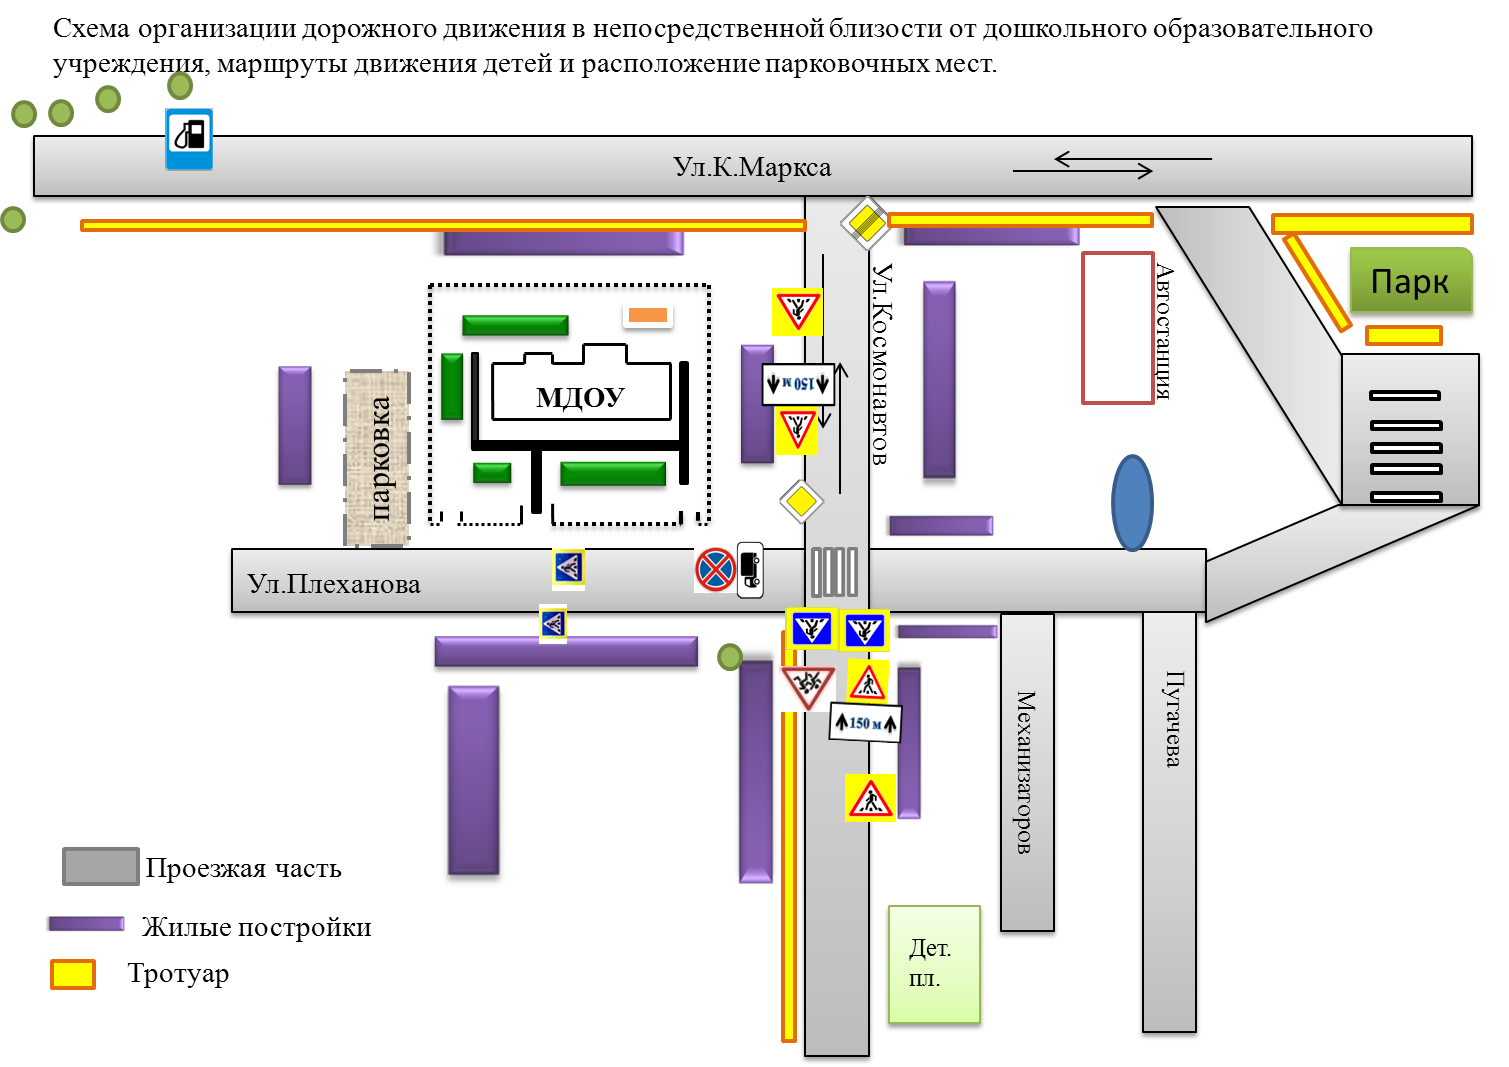 Схема организации дорожного движения в непосредственной близости от дошкольного образовательного
учреждения, маршруты движения детей и расположение парковочных мест.
Ул.К.Маркса
Ул.Космонавтов
Автостанция
Парк
МДОУ
150 м
парковка
Ул.Плеханова
150 м
Механизаторов
Пугачева
Проезжая часть
Жилые постройки
Тротуар
Дет.
пл.